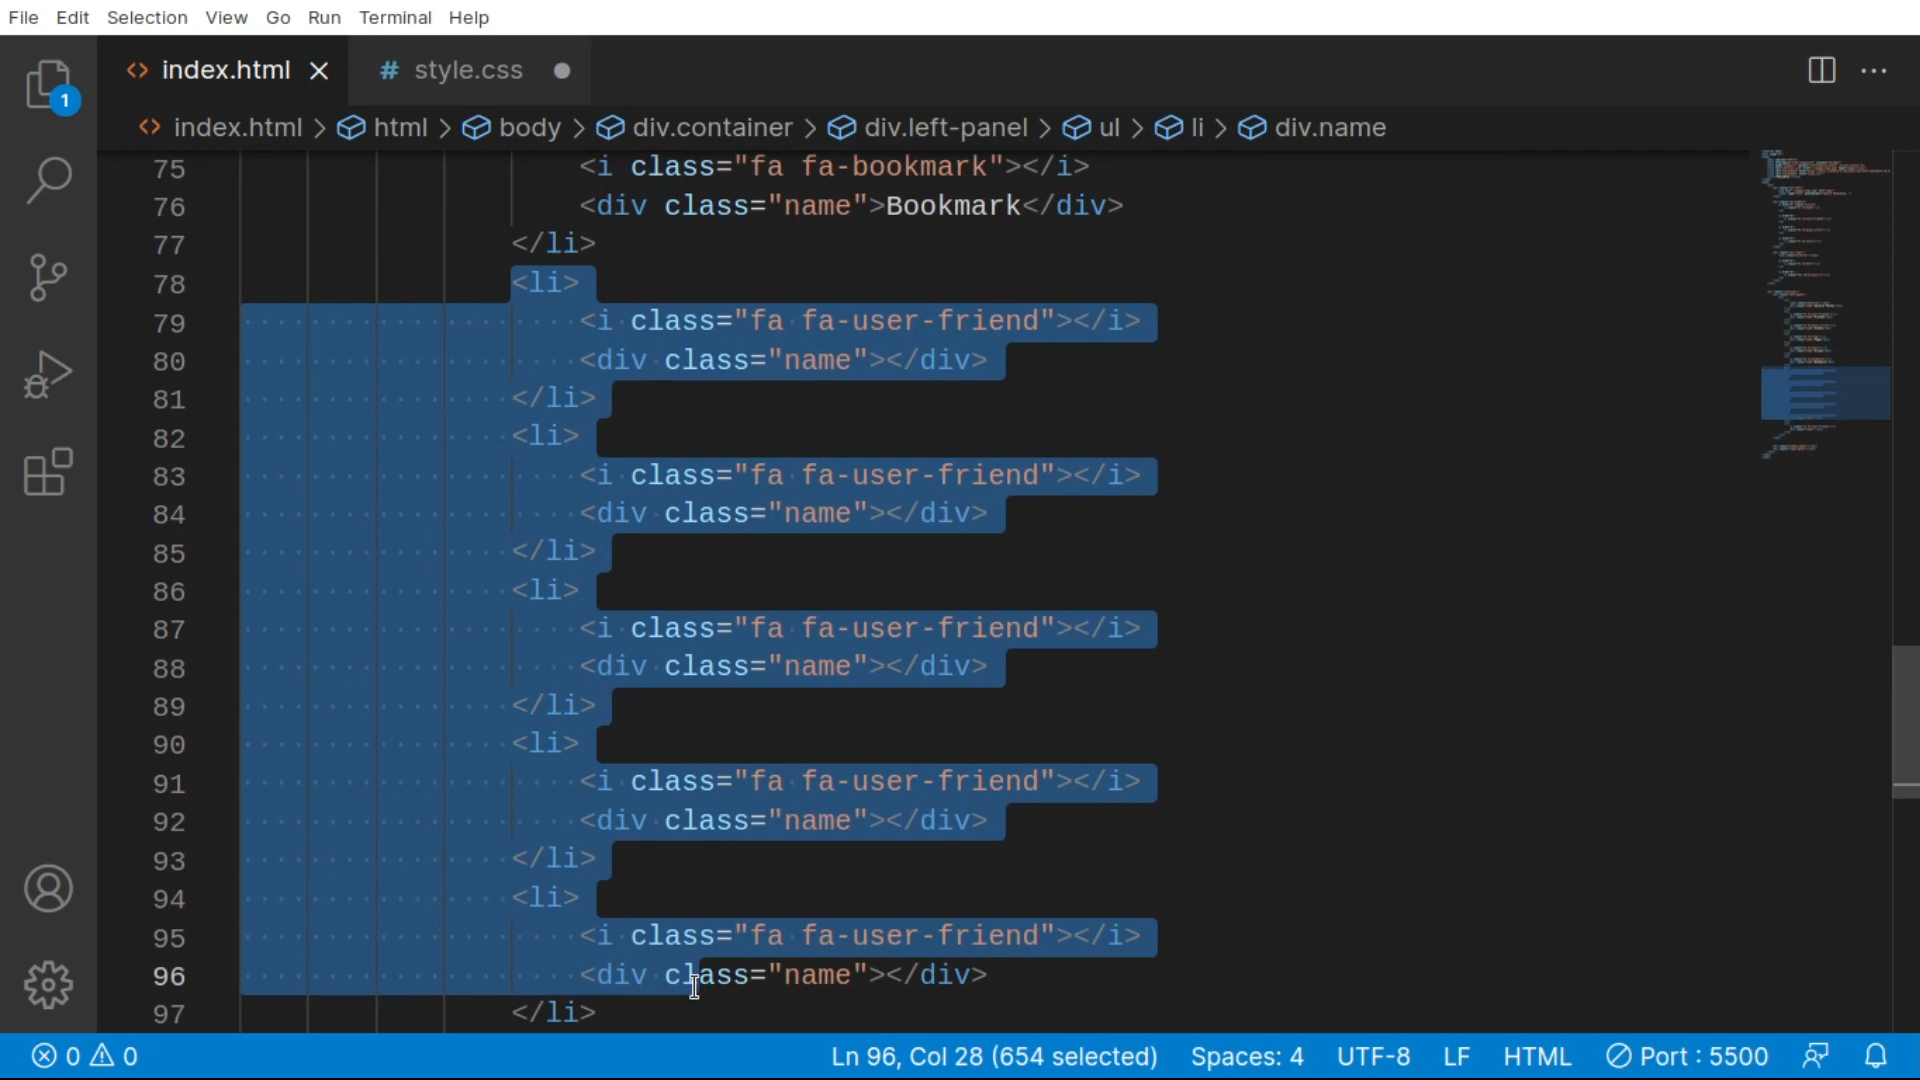 File Edit Selection View Go Run Terminal Help
index.html style.css
1
index.html > html > body > div.container > div.left-panel > ul > li > div.name
75 <i class="fa fa-bookmark"></i>
76 <div class="name">Bookmark</div>
77 </li>
78 <li>
79 <i class="fa fa-user-friend"></i>
80 <div class="name"></div>
81 </li>
82 <li>
83 <i class="fa fa-user-friend"></i>
84 <div class="name"></div>
85 </li>
86 <li>
87 <i class="fa fa-user-friend"></i>
88 <div class="name"></div>
89 </li>
90 <li>
91 <i class="fa fa-user-friend"></i>
92 <div class="name"></div>
93 </li>
94 <li>
95 <i class="fa fa-user-friend"></i>
96 <div class="name"></div>
97 </li>
0 0 Ln 96, Col 28 (654 selected) Spaces: 4 UTF-8 LF HTML Port : 5500